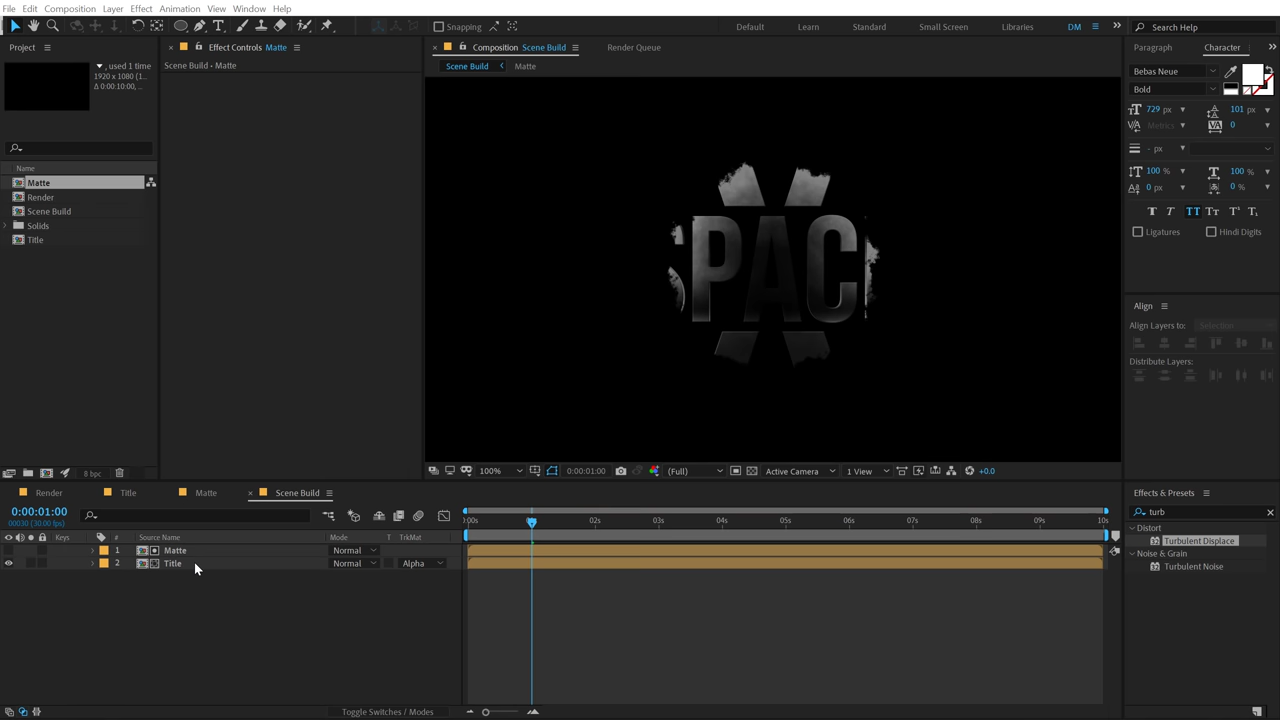 File Edit Composition Layer Effect Animation View Window Help
Snapping
Default Learn Standard Small Screen Libraries DM
Search Help
Project
, used 1 time
1920 x 1080 (1...
Δ 0:00:10:00, ...
Name
Matte
Render
Scene Build
Solids
Title
8 bpc
Effect Controls Matte
Scene Build • Matte
Composition Scene Build
Render Queue
Scene Build
Matte
SPAC
100%
0:00:01:00
(Full)
Active Camera
1 View
+0.0
Paragraph
Character
Bebas Neue
Bold
729 px
101 px
Metrics
0
- px
100 %
100 %
0 px
0 %
Ligatures
Hindi Digits
Align
Align Layers to:
Selection
Distribute Layers:
Effects & Presets
turb
Distort
Turbulent Displace
Noise & Grain
Turbulent Noise
Render
Title
Matte
Scene Build
0:00:01:00
00030 (30.00 fps)
Keys
#
Source Name
Mode
T
TrkMat
1 Matte Normal
2 Title Normal Alpha
:00s 02s 03s 04s 05s 06s 07s 08s 09s 10s
Toggle Switches / Modes